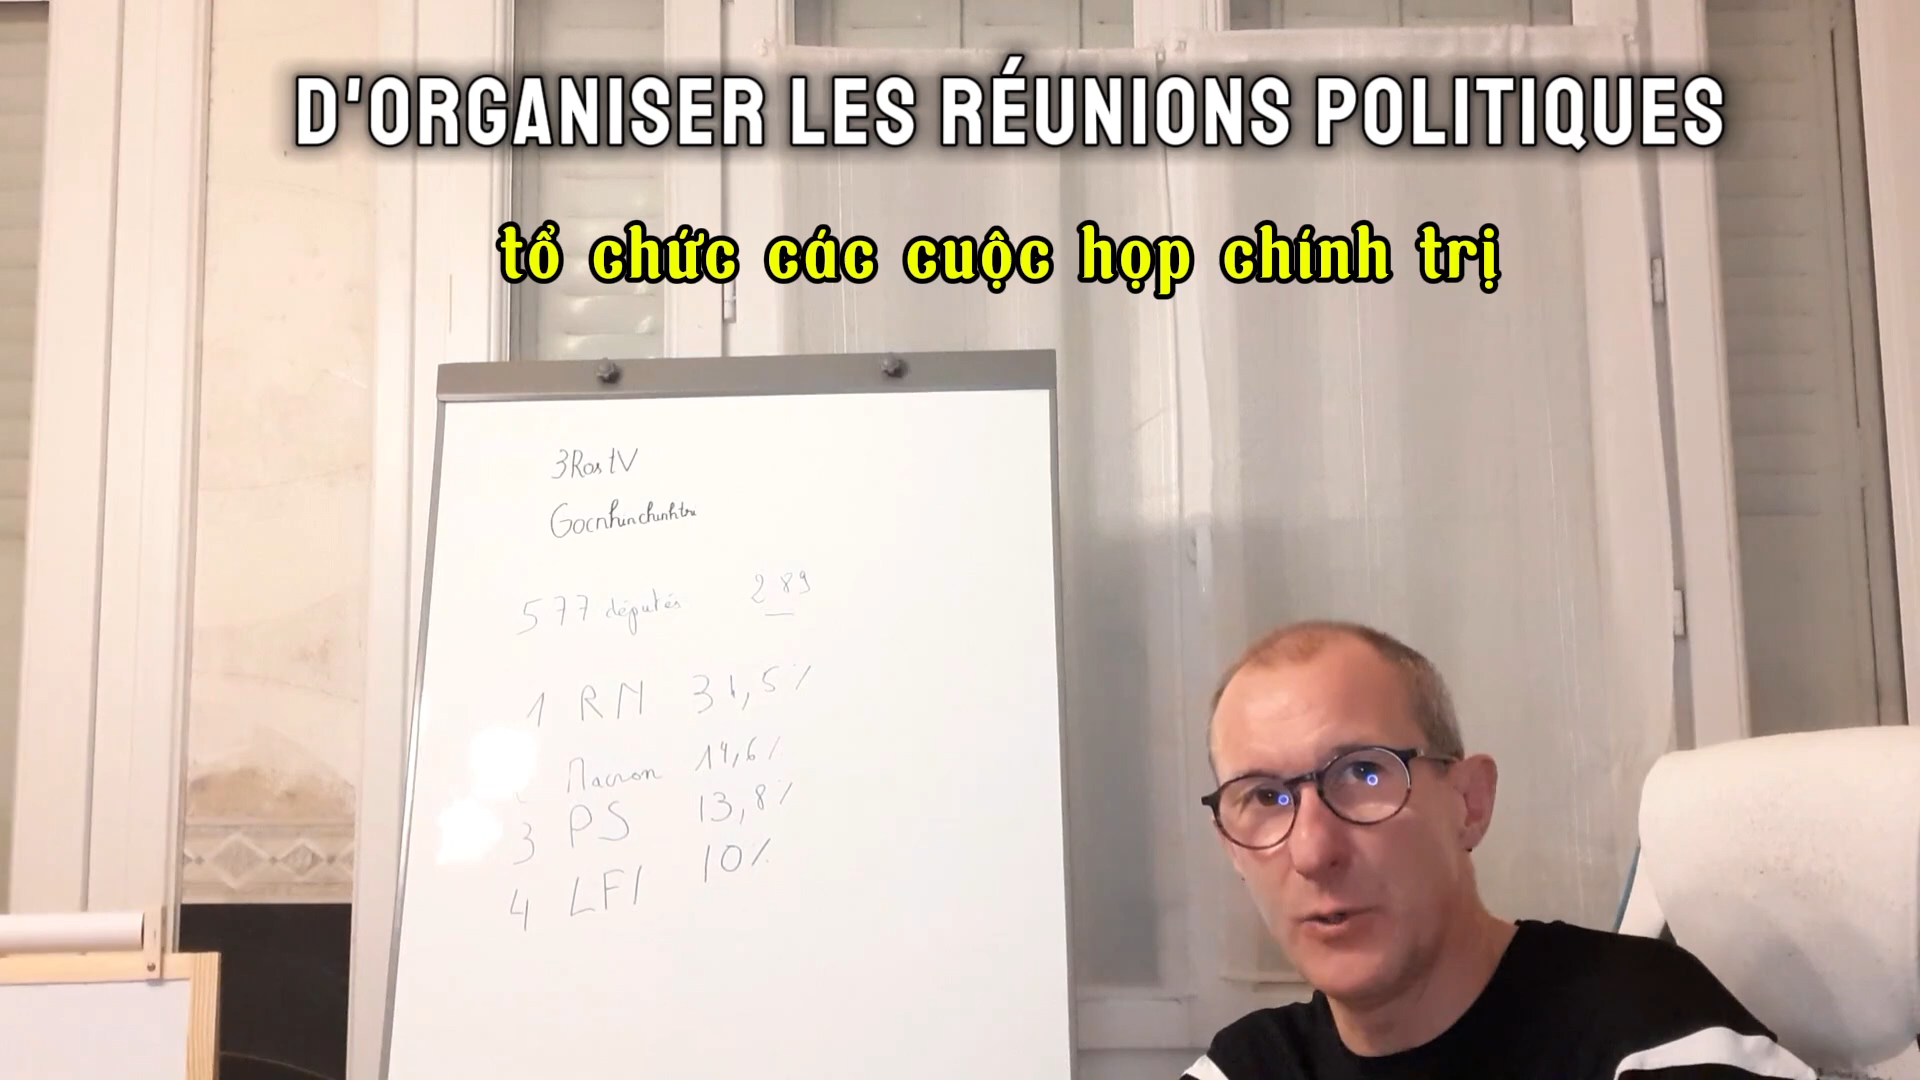 D'ORGANISER LES RÉUNIONS POLITIQUES
tổ chức các cuộc họp chính trị
3Ros tV
Gocnhinchinhtri
577 députés 289
1 RN 31,5%
Macron 14,6%
3 PS 13,8%
4 LFI 10%